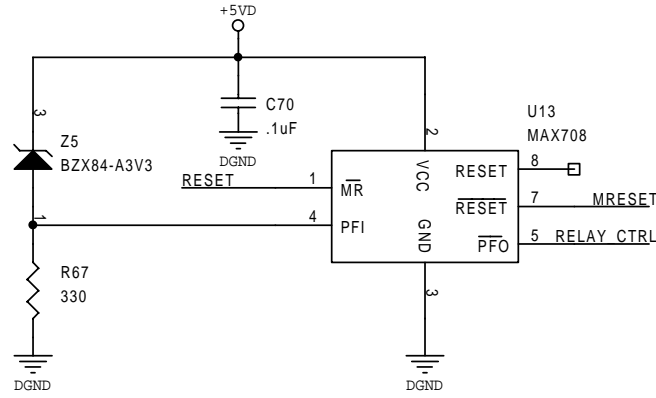 +5VD
C70
.1uF
DGND
3
Z5
BZX84-A3V3
1
R67
330
DGND
U13
MAX708
RESET
1
MR
4
PFI
2
VCC
GND
3
RESET
8
RESET
7
MRESET
PFO
5
RELAY CTRL
DGND